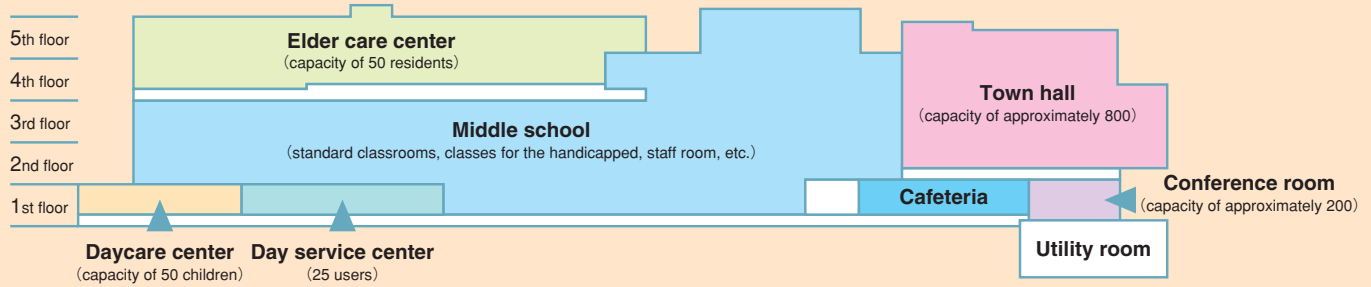 5th floor
4th floor
3rd floor
2nd floor
1st floor
Elder care center
(capacity of 50 residents)
Middle school
(standard classrooms, classes for the handicapped, staff room, etc.)
Town hall
(capacity of approximately 800)
Cafeteria
Conference room
(capacity of approximately 200)
Daycare center
(capacity of 50 children)
Day service center
(25 users)
Utility room